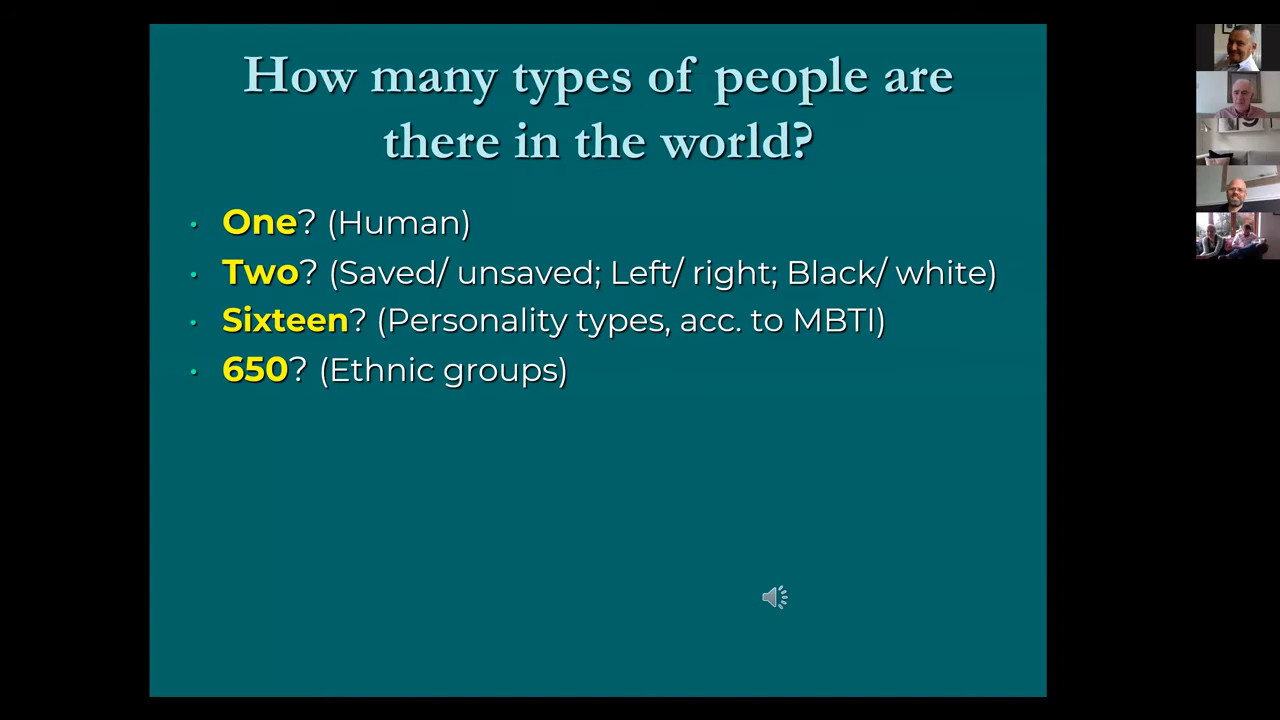 How many types of people are
there in the world?
· One? (Human)
· Two? (Saved/ unsaved; Left/ right; Black/ white)
· Sixteen? (Personality types, acc. to MBTI)
· 650? (Ethnic groups)